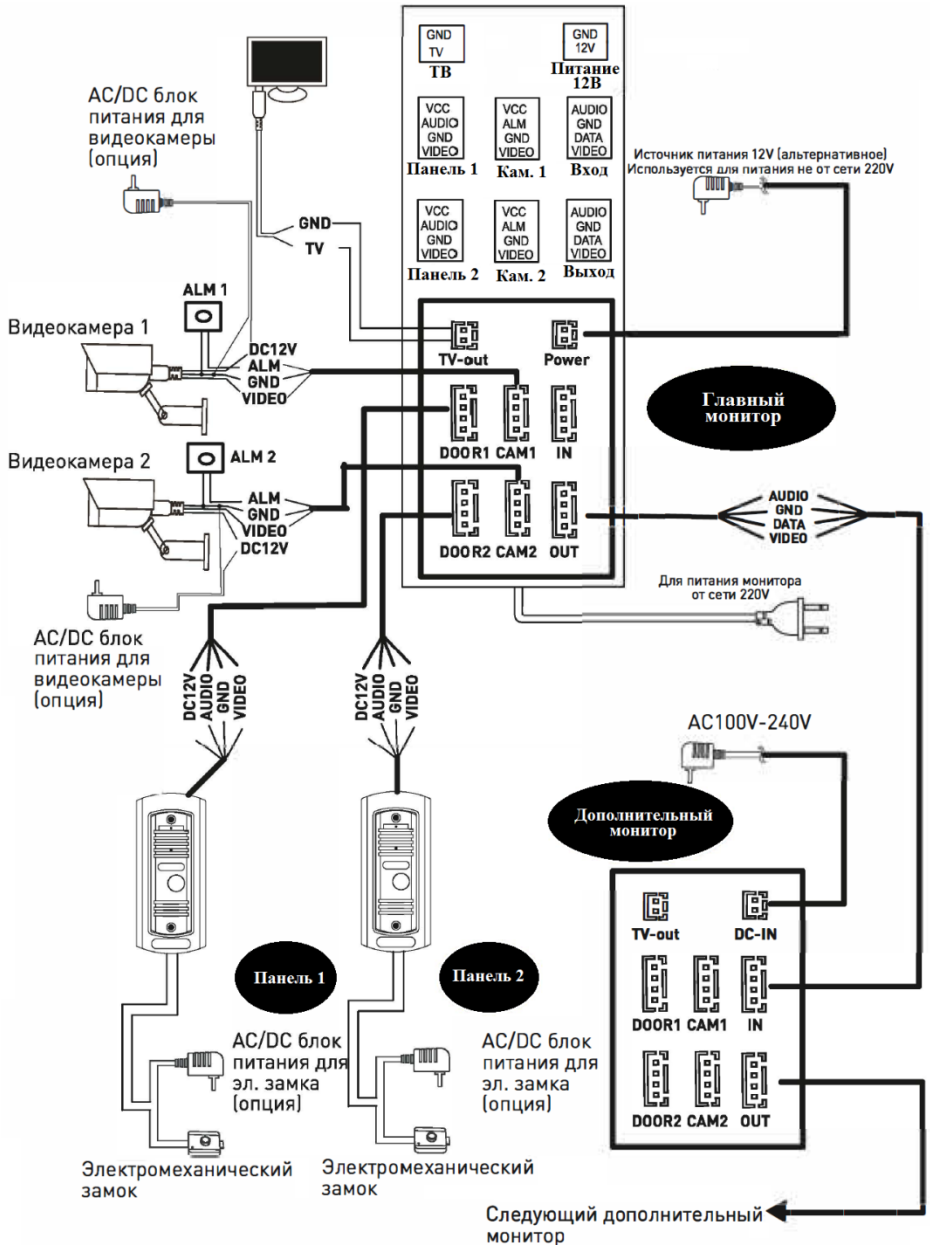 GND
TV
ТВ
GND
12V
Питание
12В
AC/DC блок
питания для
видеокамеры
(опция)
VCC
AUDIO
GND
VIDEO
Панель 1
VCC
ALM
GND
VIDEO
Кам. 1
AUDIO
GND
DATA
VIDEO
Вход
Источник питания 12V (альтернативное)
Используется для питания не от сети 220V
VCC
AUDIO
GND
VIDEO
Панель 2
VCC
ALM
GND
VIDEO
Кам. 2
AUDIO
GND
DATA
VIDEO
Выход
GND
TV
ALM 1
Видеокамера 1
DC12V
ALM
GND
VIDEO
TV-out
Power
Главный
монитор
DOOR1 CAM1 IN
Видеокамера 2
ALM 2
ALM
GND
VIDEO
DC12V
DOOR2 CAM2 OUT
AUDIO
GND
DATA
VIDEO
Для питания монитора
от сети 220V
AC/DC блок
питания для
видеокамеры
(опция)
DC12V
AUDIO
GND
VIDEO
DC12V
AUDIO
GND
VIDEO
AC100V-240V
Дополнительный
монитор
TV-out
DC-IN
Панель 1
Панель 2
DOOR1 CAM1 IN
AC/DC блок
питания для
эл. замка
(опция)
AC/DC блок
питания для
эл. замка
(опция)
DOOR2 CAM2 OUT
Электромеханический
замок
Электромеханический
замок
Следующий дополнительный
монитор